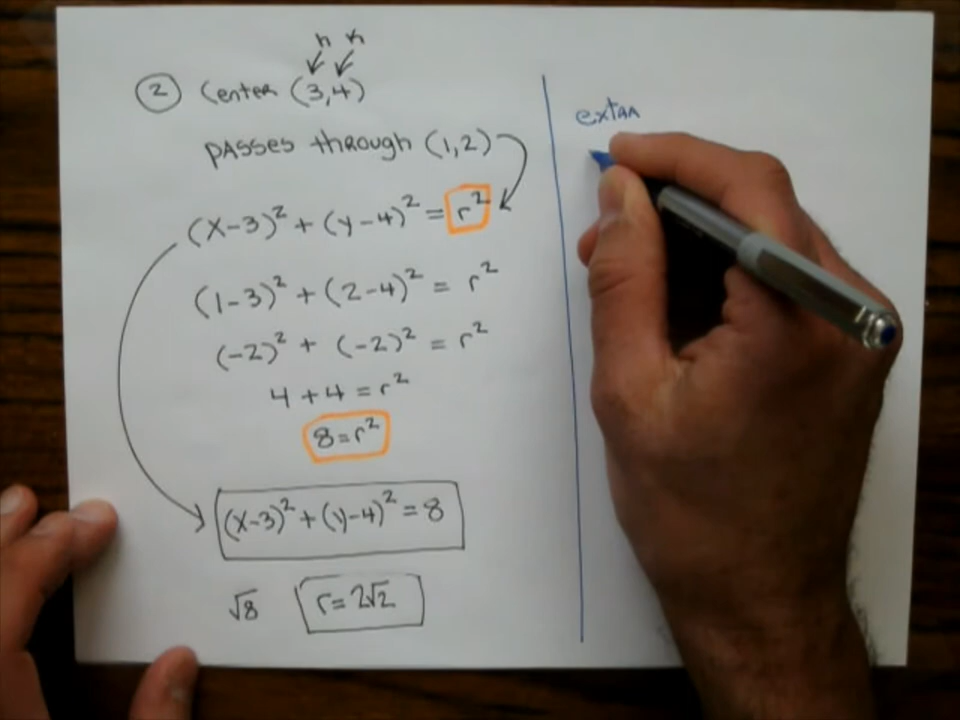 h k
2 Center (3,4)
passes through (1,2)
(x-3)² + (y-4)² = r²
(1-3)² + (2-4)² = r²
(-2)² + (-2)² = r²
4 + 4 = r²
8 = r²
(x-3)² + (y-4)² = 8
√8 r = 2√2
extra